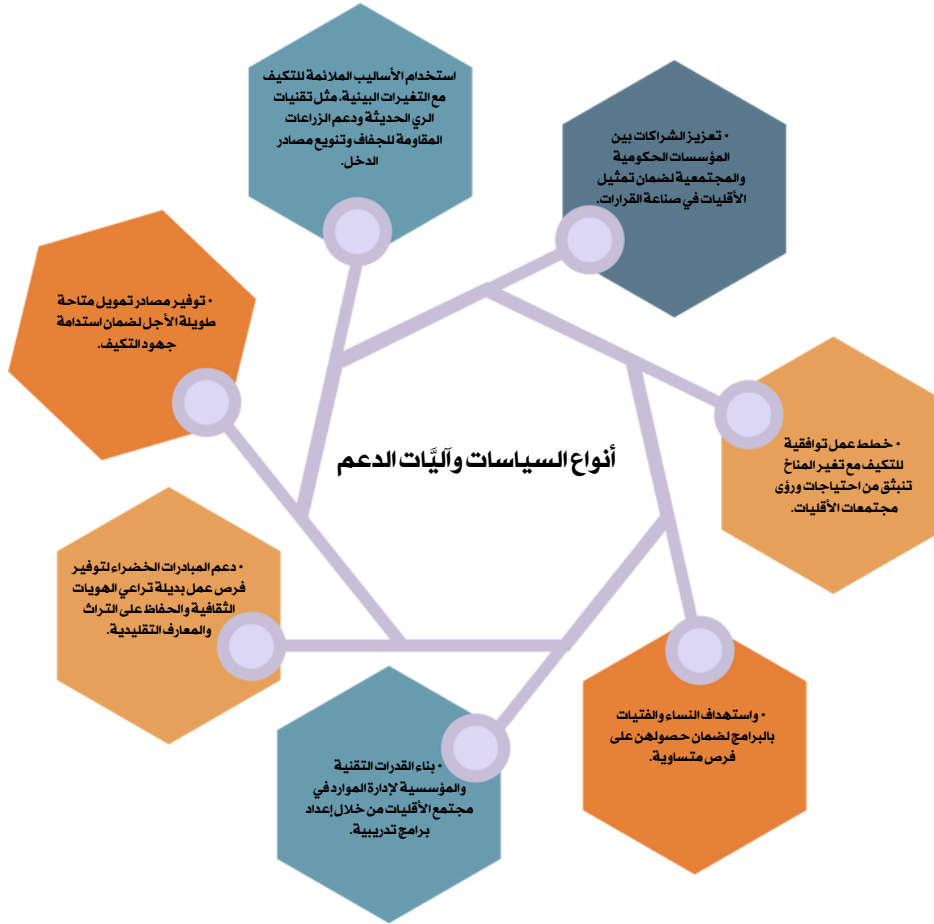 استخدام الأساليب الملائمة للتكيف
مع التغيرات البينية، مثل تقنيات
الري الحديثة ودعم الزراعات
المقاومة للجفاف وتنويع مصادر
الدخل.
• تعزيز الشراكات بين
المؤسسات الحكومية
والمجتمعية لضمان تمثيل
الأقليات في صناعة القرارات.
• توفير مصادر تمويل متاحة
طويلة الأجل لضمان استدامة
جهود التكيف.
أنواع السياسات وآليَّات الدعم
• خطط عمل توافقية
للتكيف مع تغير المناخ
تنبثق من احتياجات ورؤى
مجتمعات الأقليات.
• دعم المبادرات الخضراء لتوفير
فرص عمل بديلة تراعي الهويات
الثقافية والحفاظ على التراث
والمعارف التقليدية.
• واستهداف النساء والفتيات
بالبرامج لضمان حصولهن على
فرص متساوية.
• بناء القدرات التقنية
والمؤسسية لإدارة الموارد في
مجتمع الأقليات من خلال إعداد
برامج تدريبية.